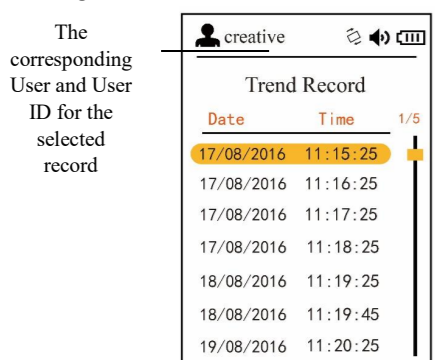 The
corresponding
User and User
ID for the
selected
record
creative
Trend Record
Date Time 1/5
17/08/2016 11:15:25
17/08/2016 11:16:25
17/08/2016 11:17:25
17/08/2016 11:18:25
18/08/2016 11:19:25
18/08/2016 11:19:45
19/08/2016 11:20:25